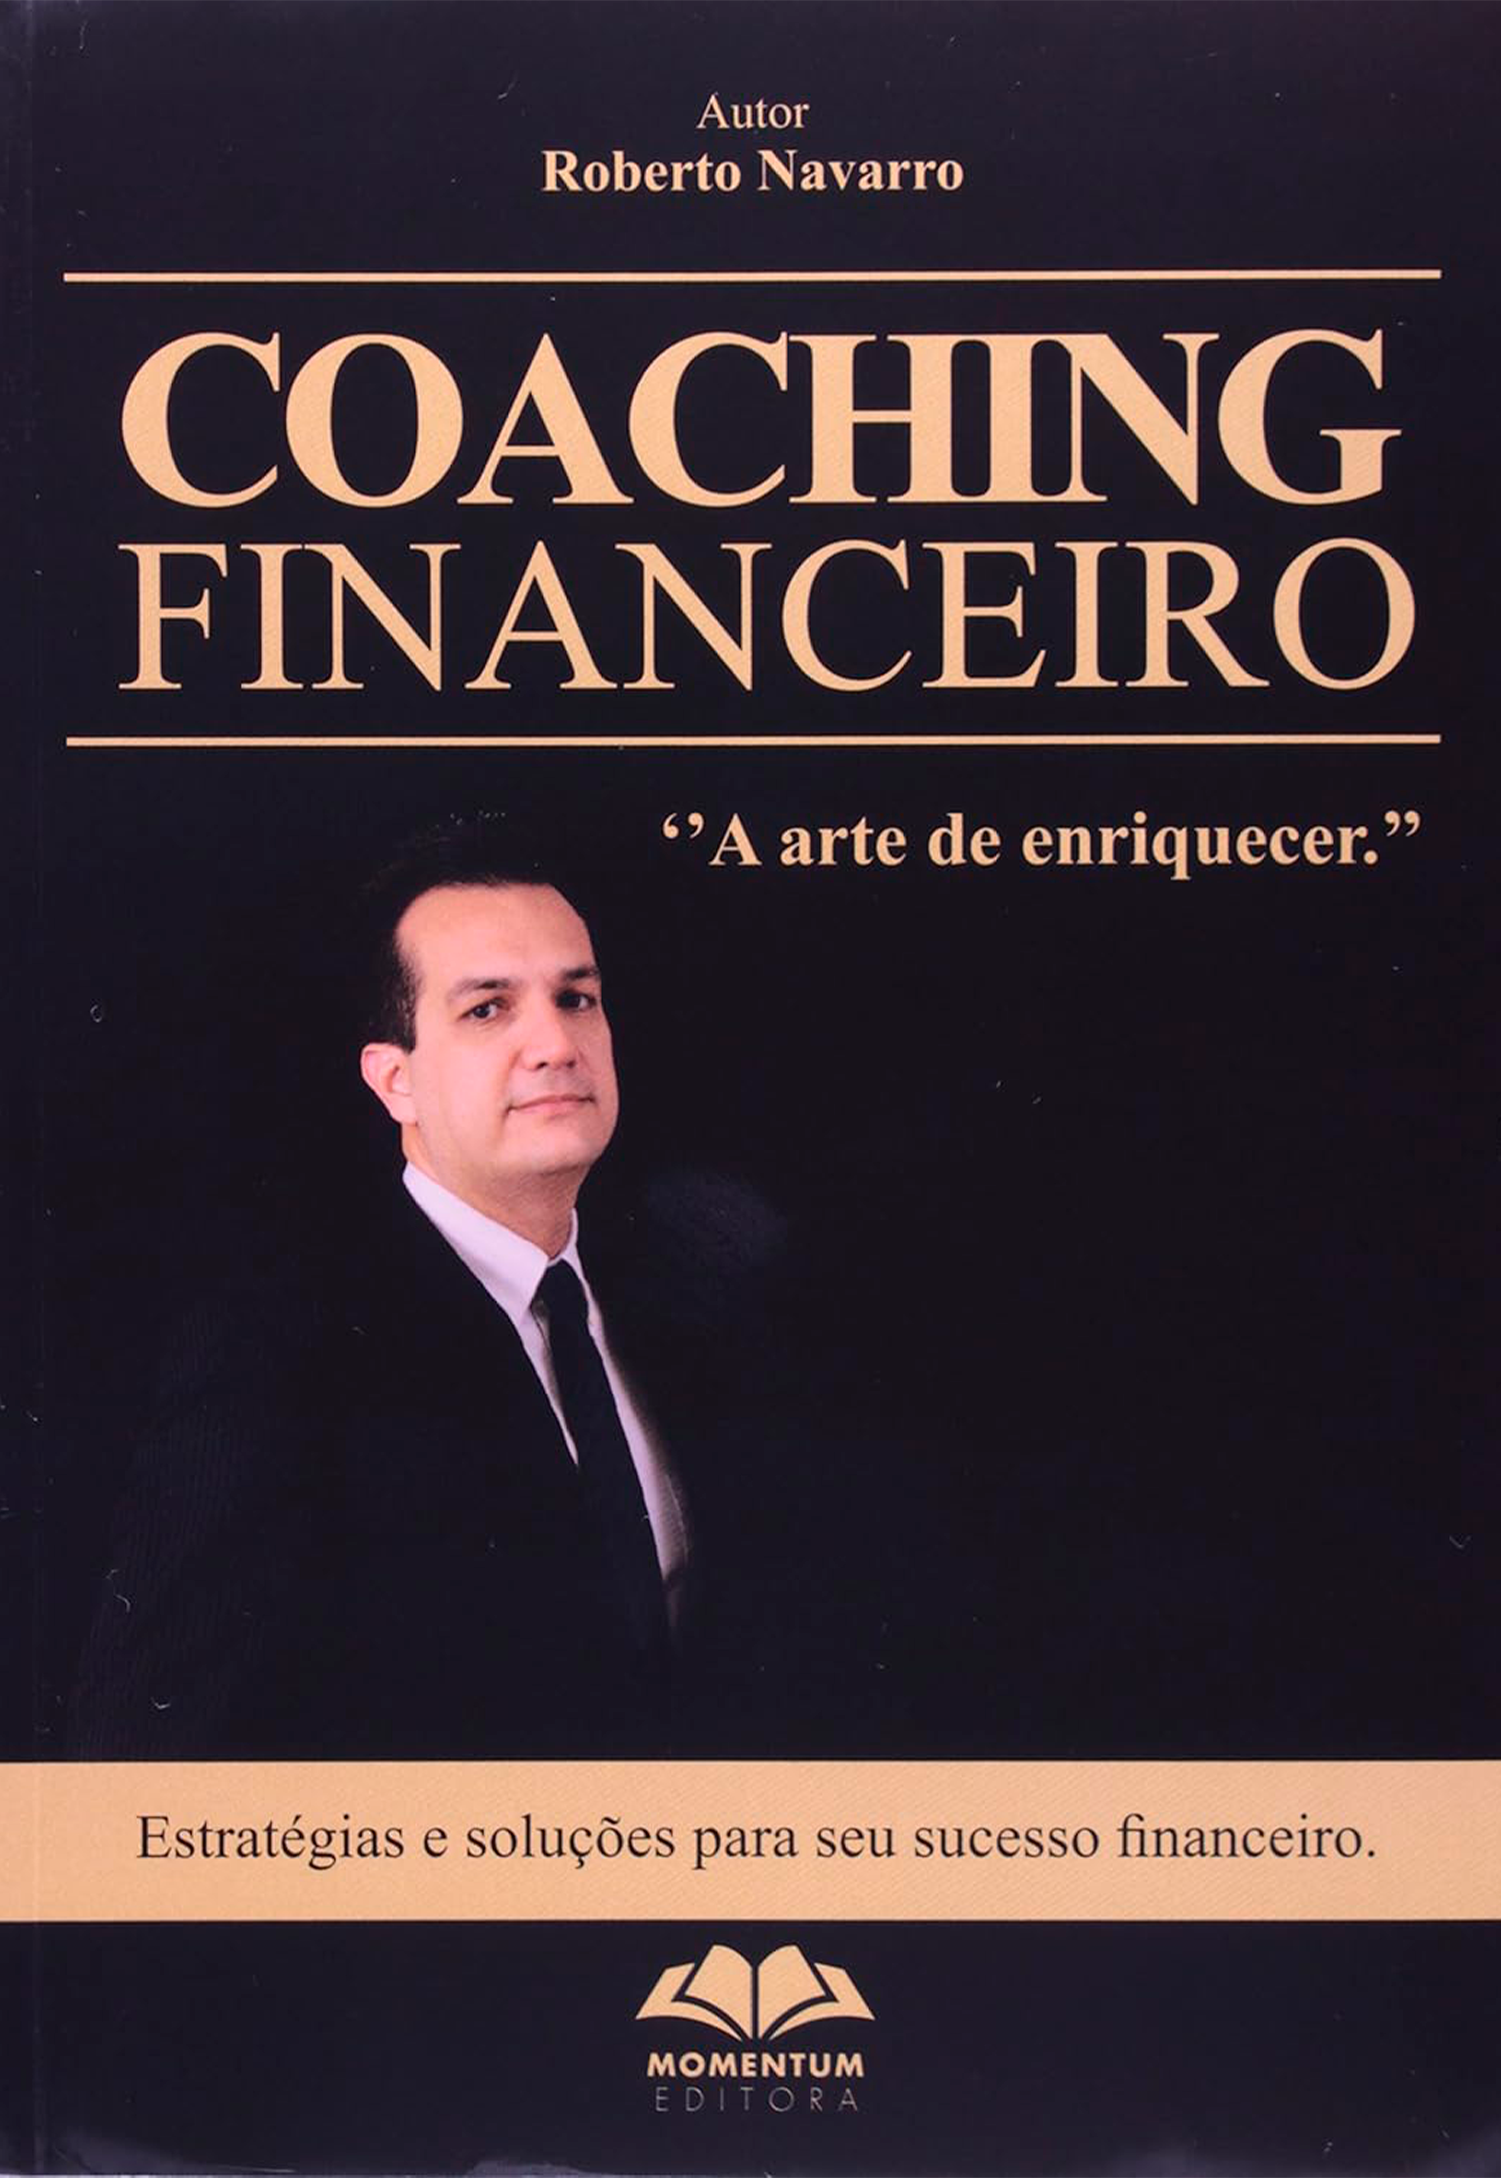 Autor
Roberto Navarro
COACHING
FINANCEIRO
‘’A arte de enriquecer.”
Estratégias e soluções para seu sucesso financeiro.
MOMENTUM
EDITORA